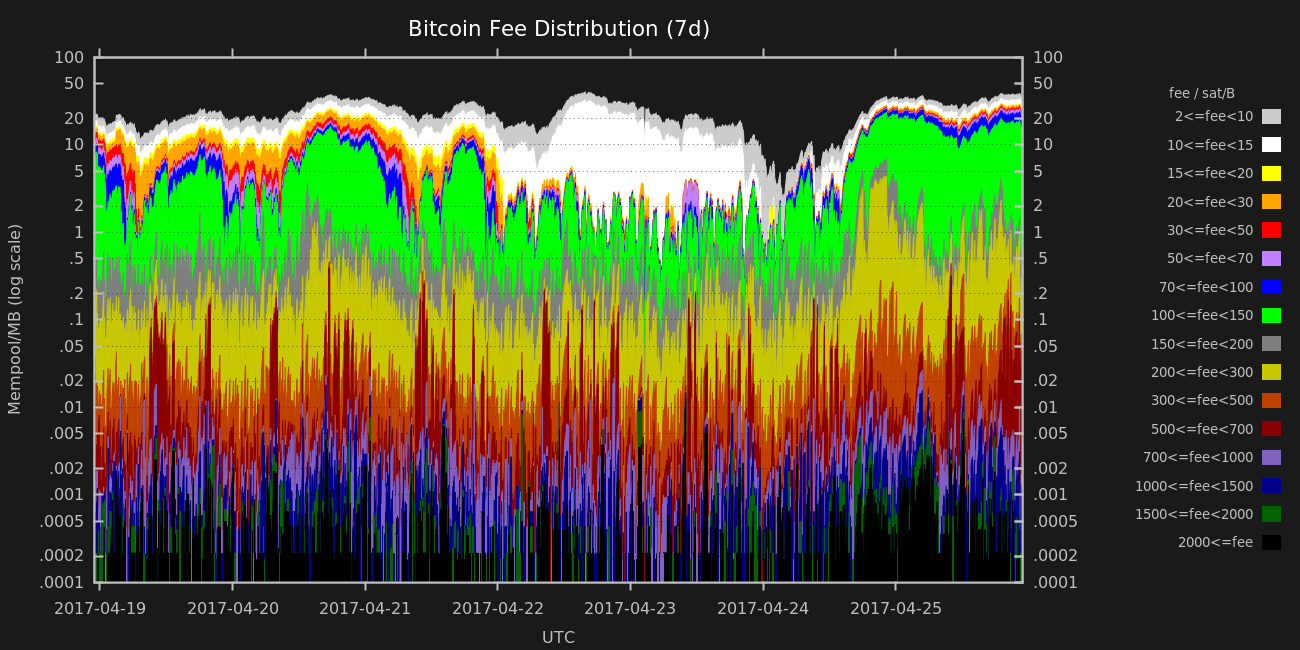 Bitcoin Fee Distribution (7d)
100
50
20
10
5
2
1
.5
.2
.1
.05
.02
.01
.005
.002
.001
.0005
.0002
.0001
Mempool/MB (log scale)
100
50
20
10
5
2
1
.5
.2
.1
.05
.02
.01
.005
.002
.001
.0005
.0002
.0001
2017-04-19 2017-04-20 2017-04-21 2017-04-22 2017-04-23 2017-04-24 2017-04-25
UTC
fee / sat/B
2<=fee<10
10<=fee<15
15<=fee<20
20<=fee<30
30<=fee<50
50<=fee<70
70<=fee<100
100<=fee<150
150<=fee<200
200<=fee<300
300<=fee<500
500<=fee<700
700<=fee<1000
1000<=fee<1500
1500<=fee<2000
2000<=fee